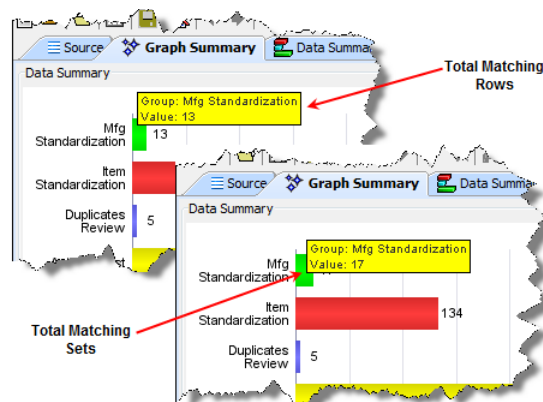 Source
Graph Summary
Data Summa
Data Summary
Total Matching
Rows
Group: Mfg Standardization
Value: 13
Mfg
Standardization
13
Item
Standardization
Duplicates
Review
5
Source
Graph Summary
Data Summa
Data Summary
Group: Mfg Standardization
Value: 17
Mfg
Standardization
Item
Standardization
134
Duplicates
Review
5
Total Matching
Sets